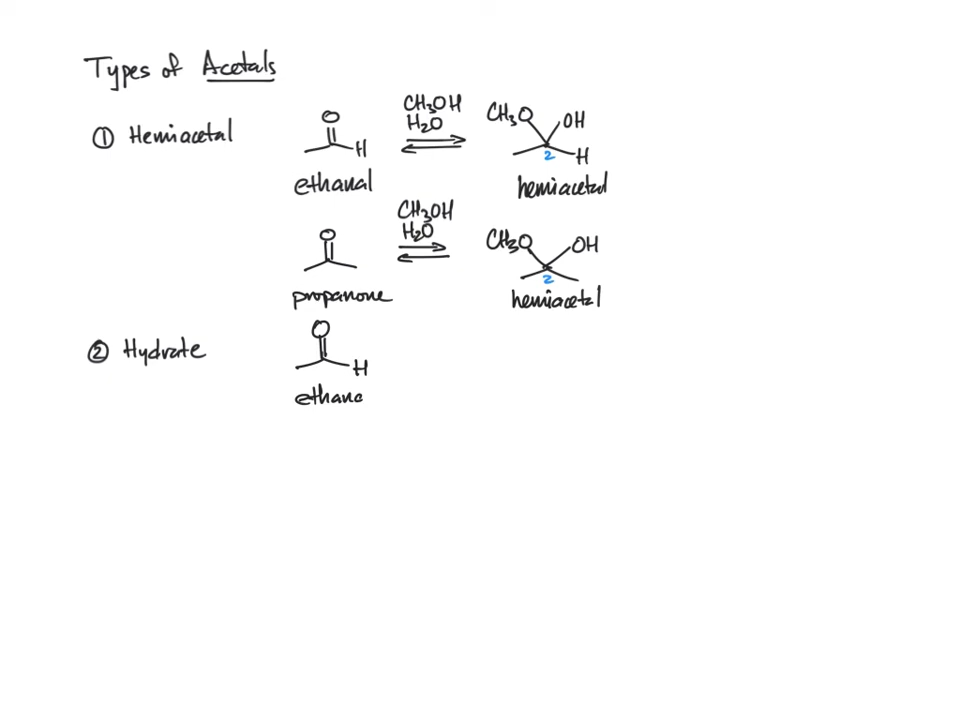 Types of Acetals
① Hemiacetal
O
H
ethanal
CH₃OH
H₂O
CH₃O
OH
2
H
hemiacetal
O
propanone
CH₃OH
H₂O
CH₃O
OH
2
hemiacetal
② Hydrate
O
H
ethana